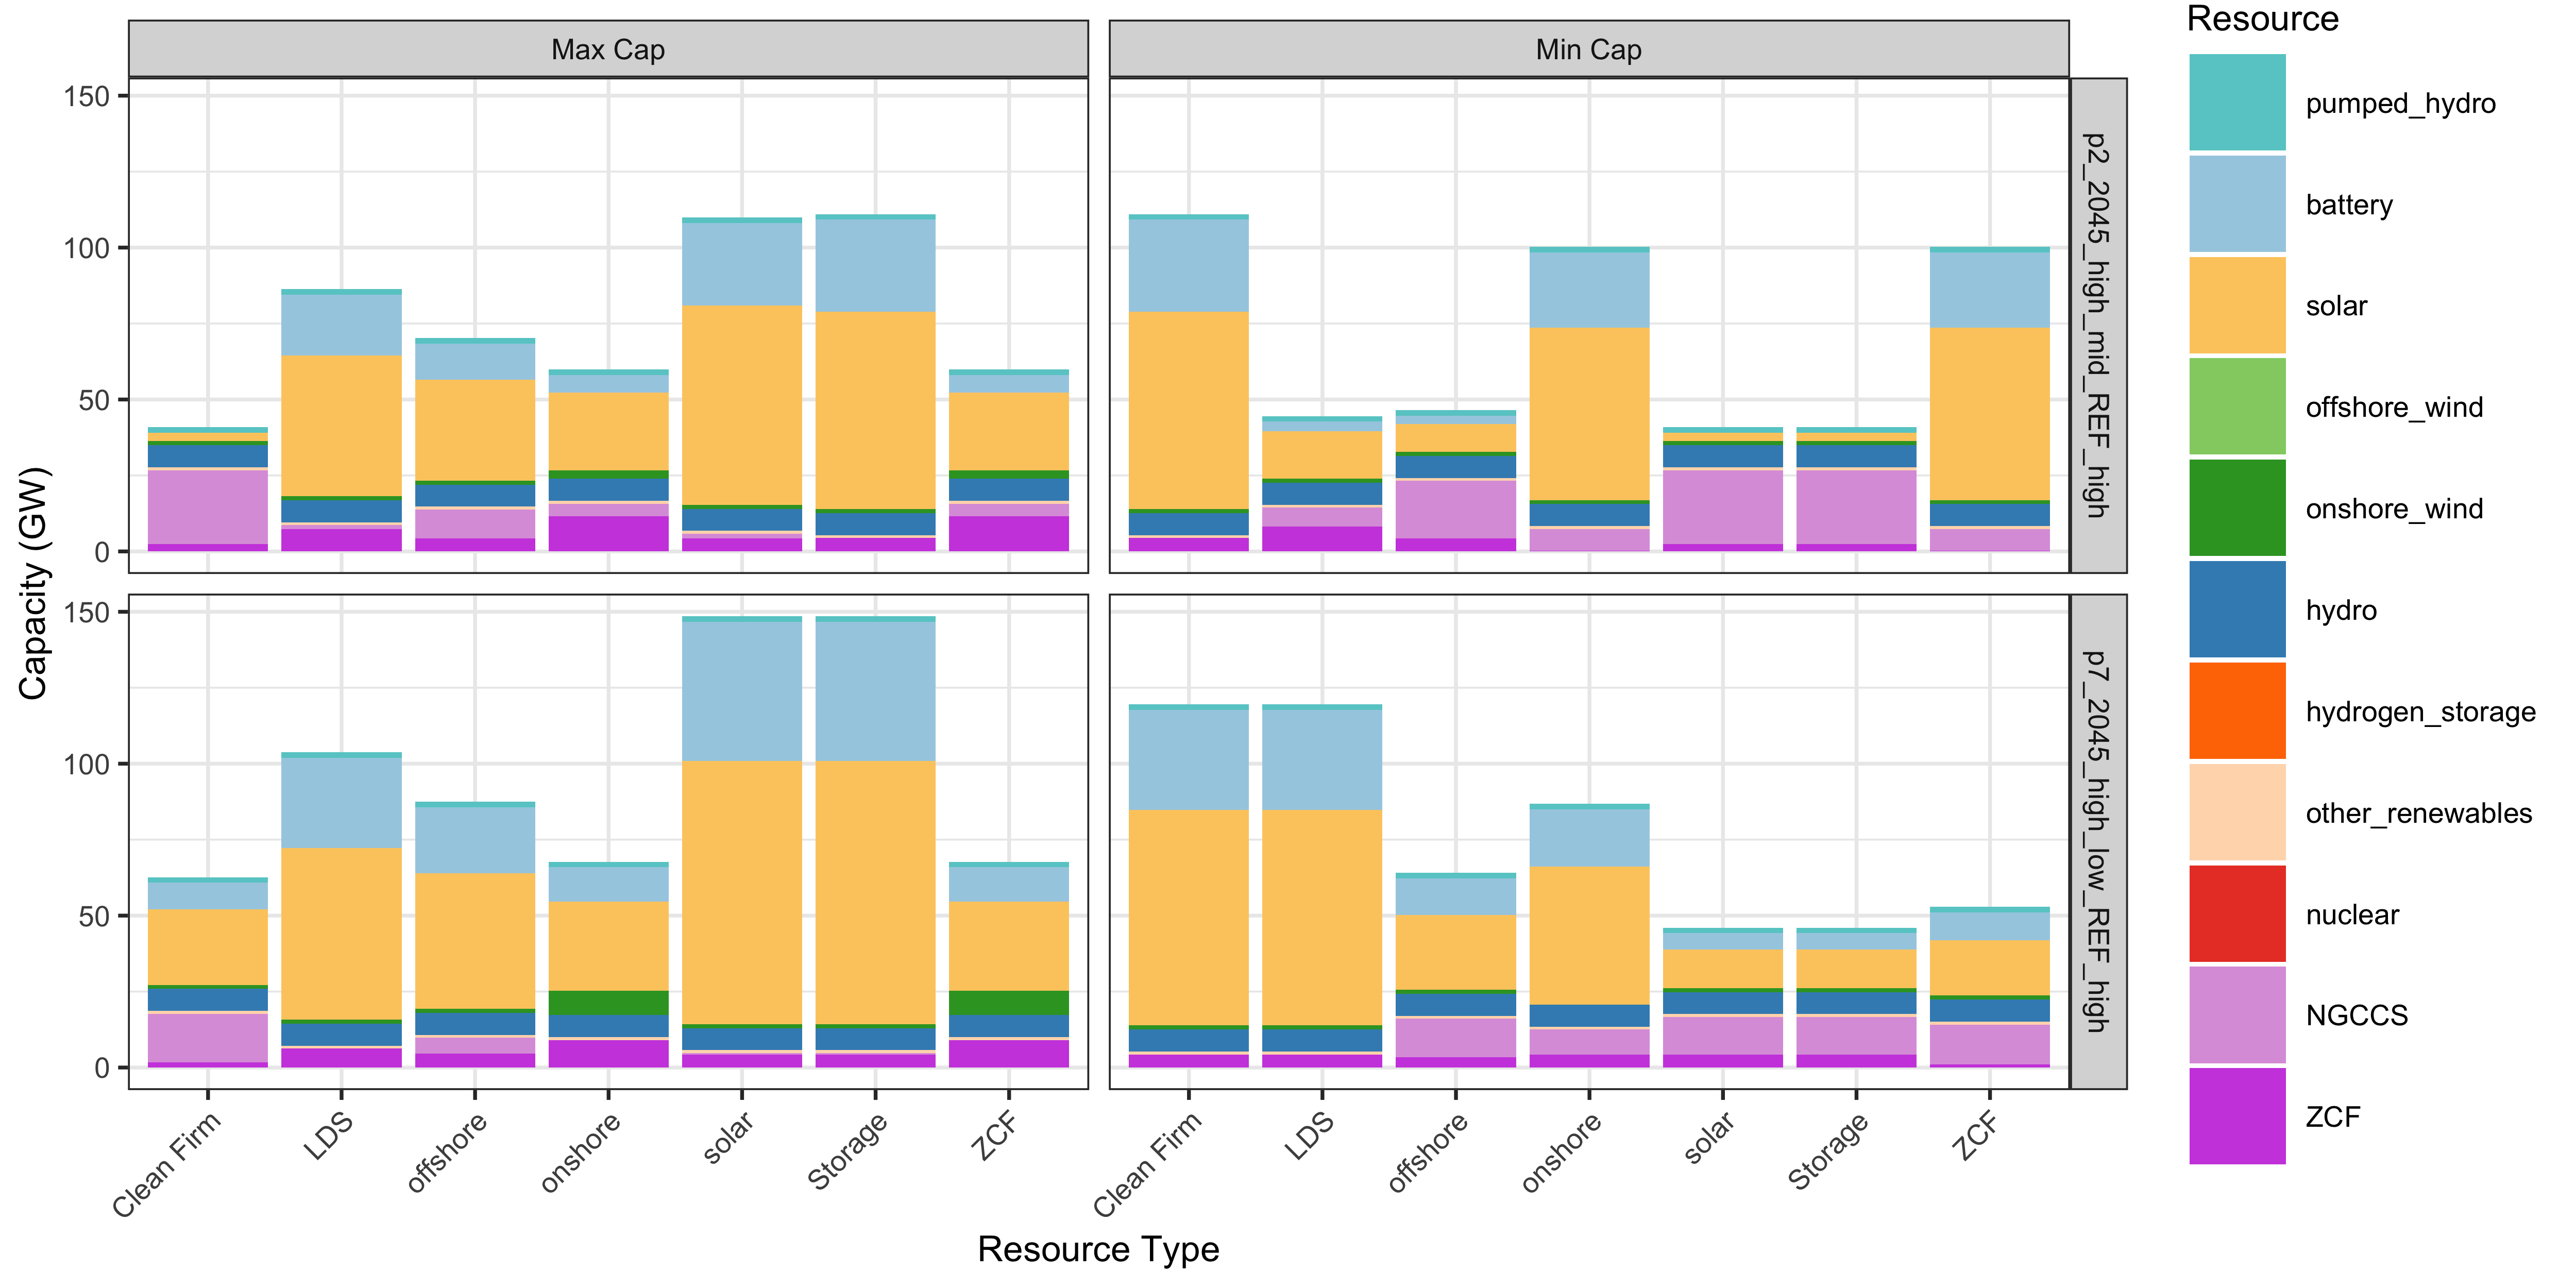 Max Cap
Min Cap
Resource
pumped_hydro
battery
solar
offshore_wind
onshore_wind
hydro
hydrogen_storage
other_renewables
nuclear
NGCCS
ZCF
Capacity (GW)
150
100
50
0
p2_2045_high_mid_REF_high
150
100
50
0
p7_2045_high_low_REF_high
Clean Firm
LDS
offshore
onshore
solar
Storage
ZCF
Clean Firm
LDS
offshore
onshore
solar
Storage
ZCF
Resource Type